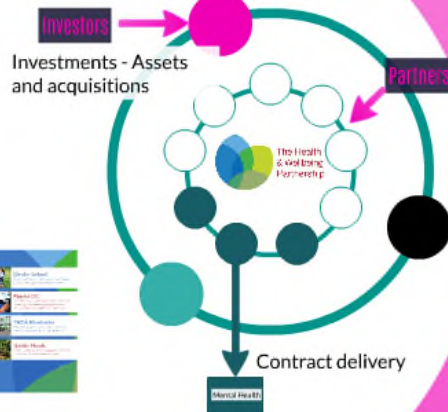 Investors
Investments - Assets
and acquisitions
Partners
The Health
& Wellbeing
Partnership
Contract delivery
Mental Health